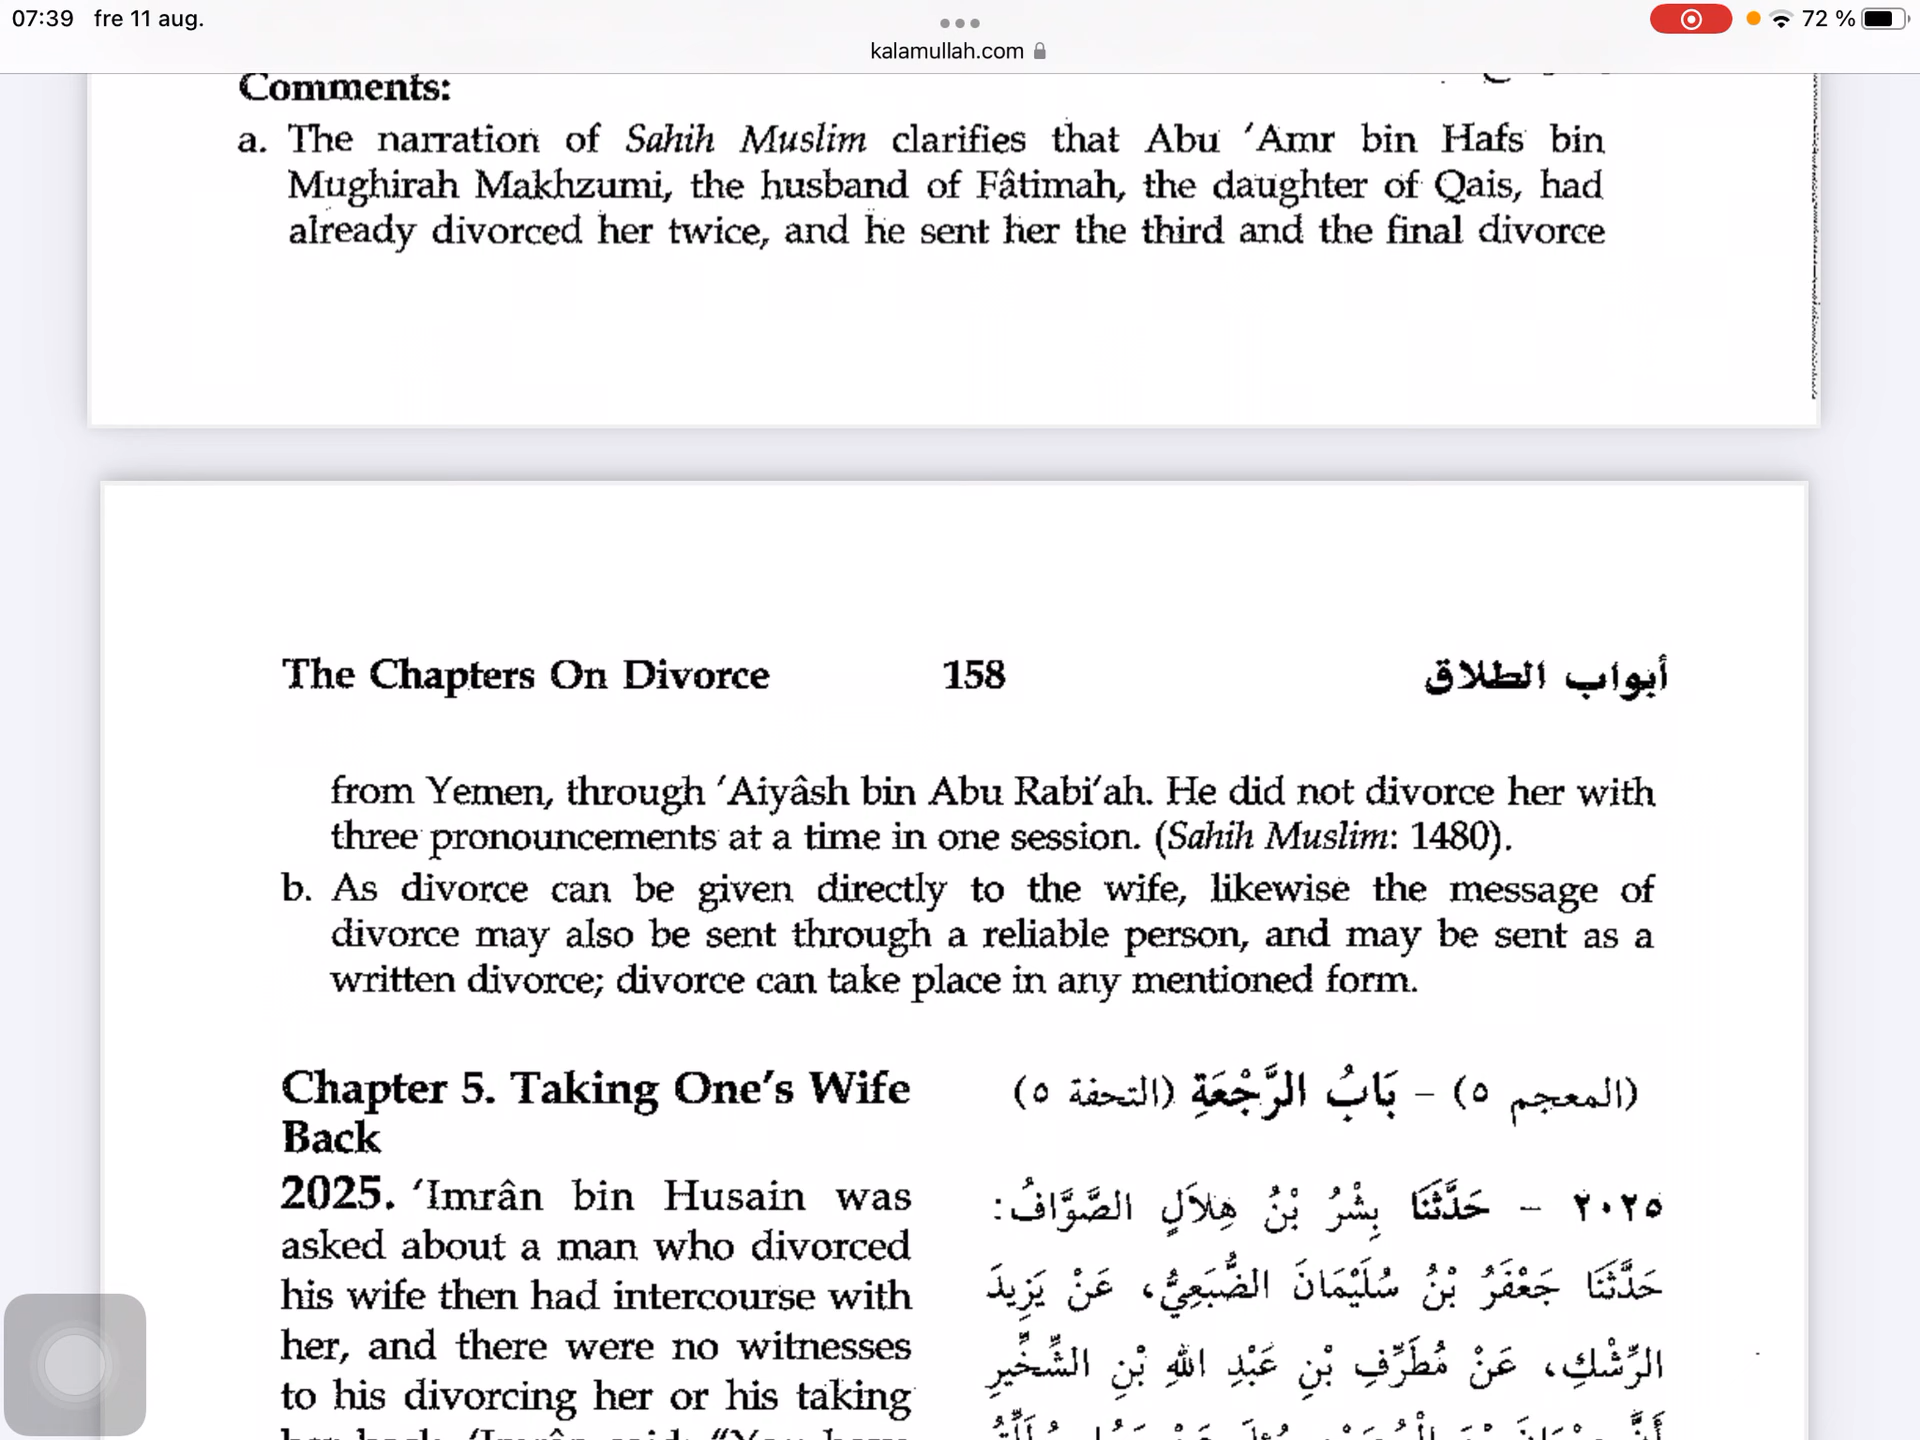 07:39 fre 11 aug.
72 %
kalamullah.com
Comments:
a. The narration of Sahih Muslim clarifies that Abu ‘Amr bin Hafs bin
Mughirah Makhzumi, the husband of Fâtimah, the daughter of Qais, had
already divorced her twice, and he sent her the third and the final divorce
The Chapters On Divorce 158 أبواب الطلاق
from Yemen, through ‘Aiyâsh bin Abu Rabi‘ah. He did not divorce her with
three pronouncements at a time in one session. (Sahih Muslim: 1480).
b. As divorce can be given directly to the wife, likewise the message of
divorce may also be sent through a reliable person, and may be sent as a
written divorce; divorce can take place in any mentioned form.
Chapter 5. Taking One’s Wife
Back
2025. ‘Imrân bin Husain was
asked about a man who divorced
his wife then had intercourse with
her, and there were no witnesses
to his divorcing her or his taking
(المعجم ٥) – بَابُ الرَّجْعَةِ (التحفة ٥)
٢٠٢٥ – حَدَّثَنَا بِشْرُ بْنُ هِلَالٍ الصَّوَّافُ:
حَدَّثَنَا جَعْفَرُ بْنُ سُلَيْمَانَ الضُّبَعِيُّ، عَنْ يَزِيدَ
الرِّشْكِ، عَنْ مُطَرِّفِ بْنِ عَبْدِ اللهِ بْنِ الشِّخِّيرِ